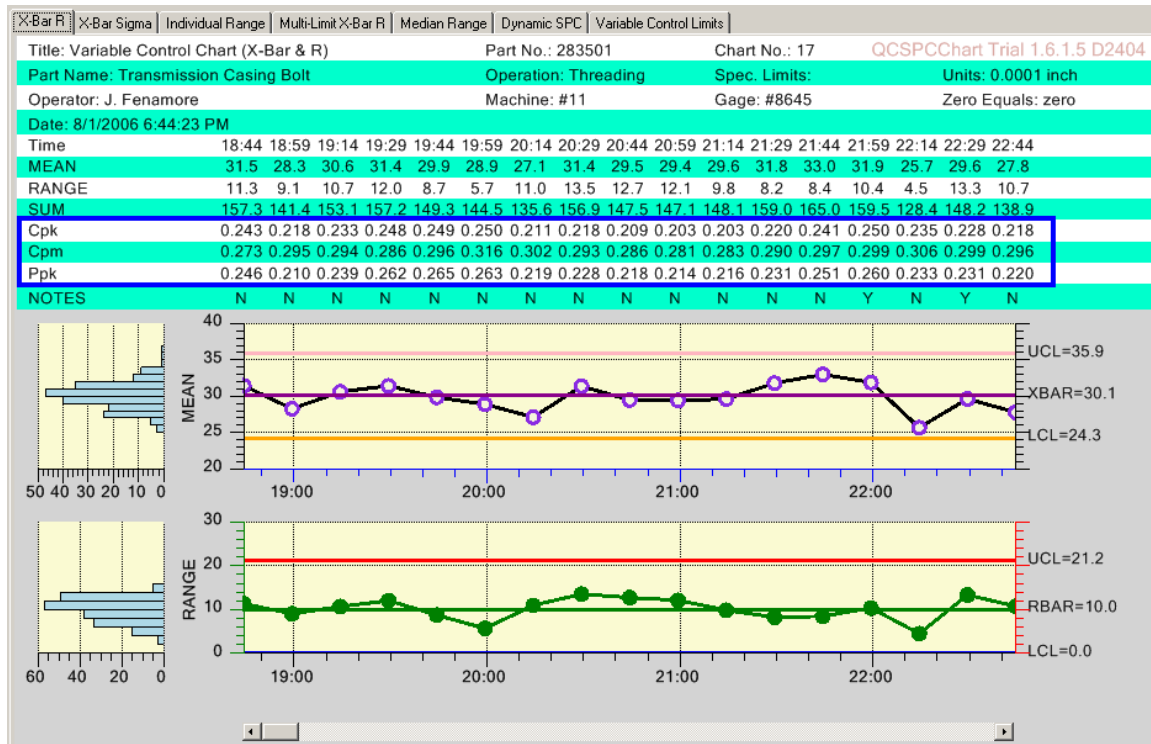 X-Bar R X-Bar Sigma Individual Range Multi-Limit X-Bar R Median Range Dynamic SPC Variable Control Limits
Title: Variable Control Chart (X-Bar & R) Part No.: 283501 Chart No.: 17 QCSPCChart Trial 1.6.1.5 D2404
Part Name: Transmission Casing Bolt Operation: Threading Spec. Limits: Units: 0.0001 inch
Operator: J. Fenamore Machine: #11 Gage: #8645 Zero Equals: zero
Date: 8/1/2006 6:44:23 PM
Time 18:44 18:59 19:14 19:29 19:44 19:59 20:14 20:29 20:44 20:59 21:14 21:29 21:44 21:59 22:14 22:29 22:44
MEAN 31.5 28.3 30.6 31.4 29.9 28.9 27.1 31.4 29.5 29.4 29.6 31.8 33.0 31.9 25.7 29.6 27.8
RANGE 11.3 9.1 10.7 12.0 8.7 5.7 11.0 13.5 12.7 12.1 9.8 8.2 8.4 10.4 4.5 13.3 10.7
SUM 157.3 141.4 153.1 157.2 149.3 144.5 135.6 156.9 147.5 147.1 148.1 159.0 165.0 159.5 128.4 148.2 138.9
Cpk 0.243 0.218 0.233 0.248 0.249 0.250 0.211 0.218 0.209 0.203 0.203 0.220 0.241 0.250 0.235 0.228 0.218
Cpm 0.273 0.295 0.294 0.286 0.296 0.316 0.302 0.293 0.286 0.281 0.283 0.290 0.297 0.299 0.306 0.299 0.296
Ppk 0.246 0.210 0.239 0.262 0.265 0.263 0.219 0.228 0.218 0.214 0.216 0.231 0.251 0.260 0.233 0.231 0.220
NOTES N N N N N N N N N N N N N Y N Y N
40
35
30
25
20
MEAN
UCL=35.9
XBAR=30.1
LCL=24.3
50 40 30 20 10 0
19:00 20:00 21:00 22:00
30
20
10
0
RANGE
UCL=21.2
RBAR=10.0
LCL=0.0
60 40 20 0
19:00 20:00 21:00 22:00